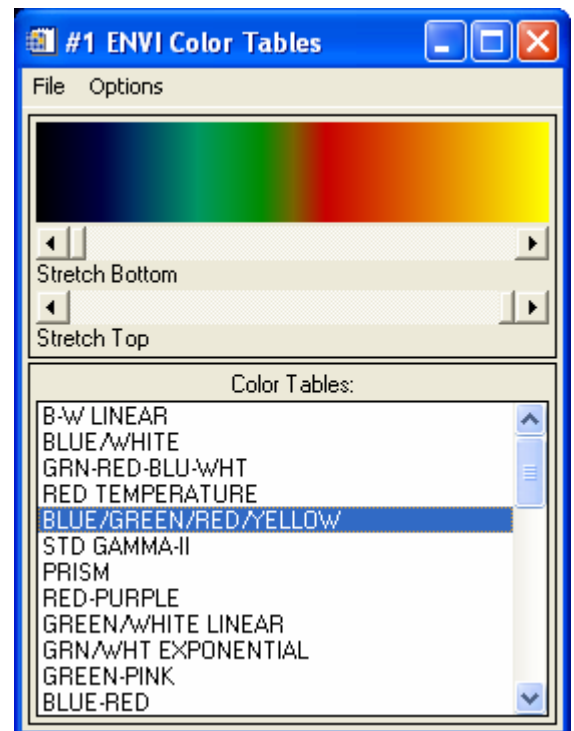 #1 ENVI Color Tables
File Options
Stretch Bottom
Stretch Top
Color Tables:
B-W LINEAR
BLUE/WHITE
GRN-RED-BLU-WHT
RED TEMPERATURE
BLUE/GREEN/RED/YELLOW
STD GAMMA-II
PRISM
RED-PURPLE
GREEN/WHITE LINEAR
GRN/WHT EXPONENTIAL
GREEN-PINK
BLUE-RED